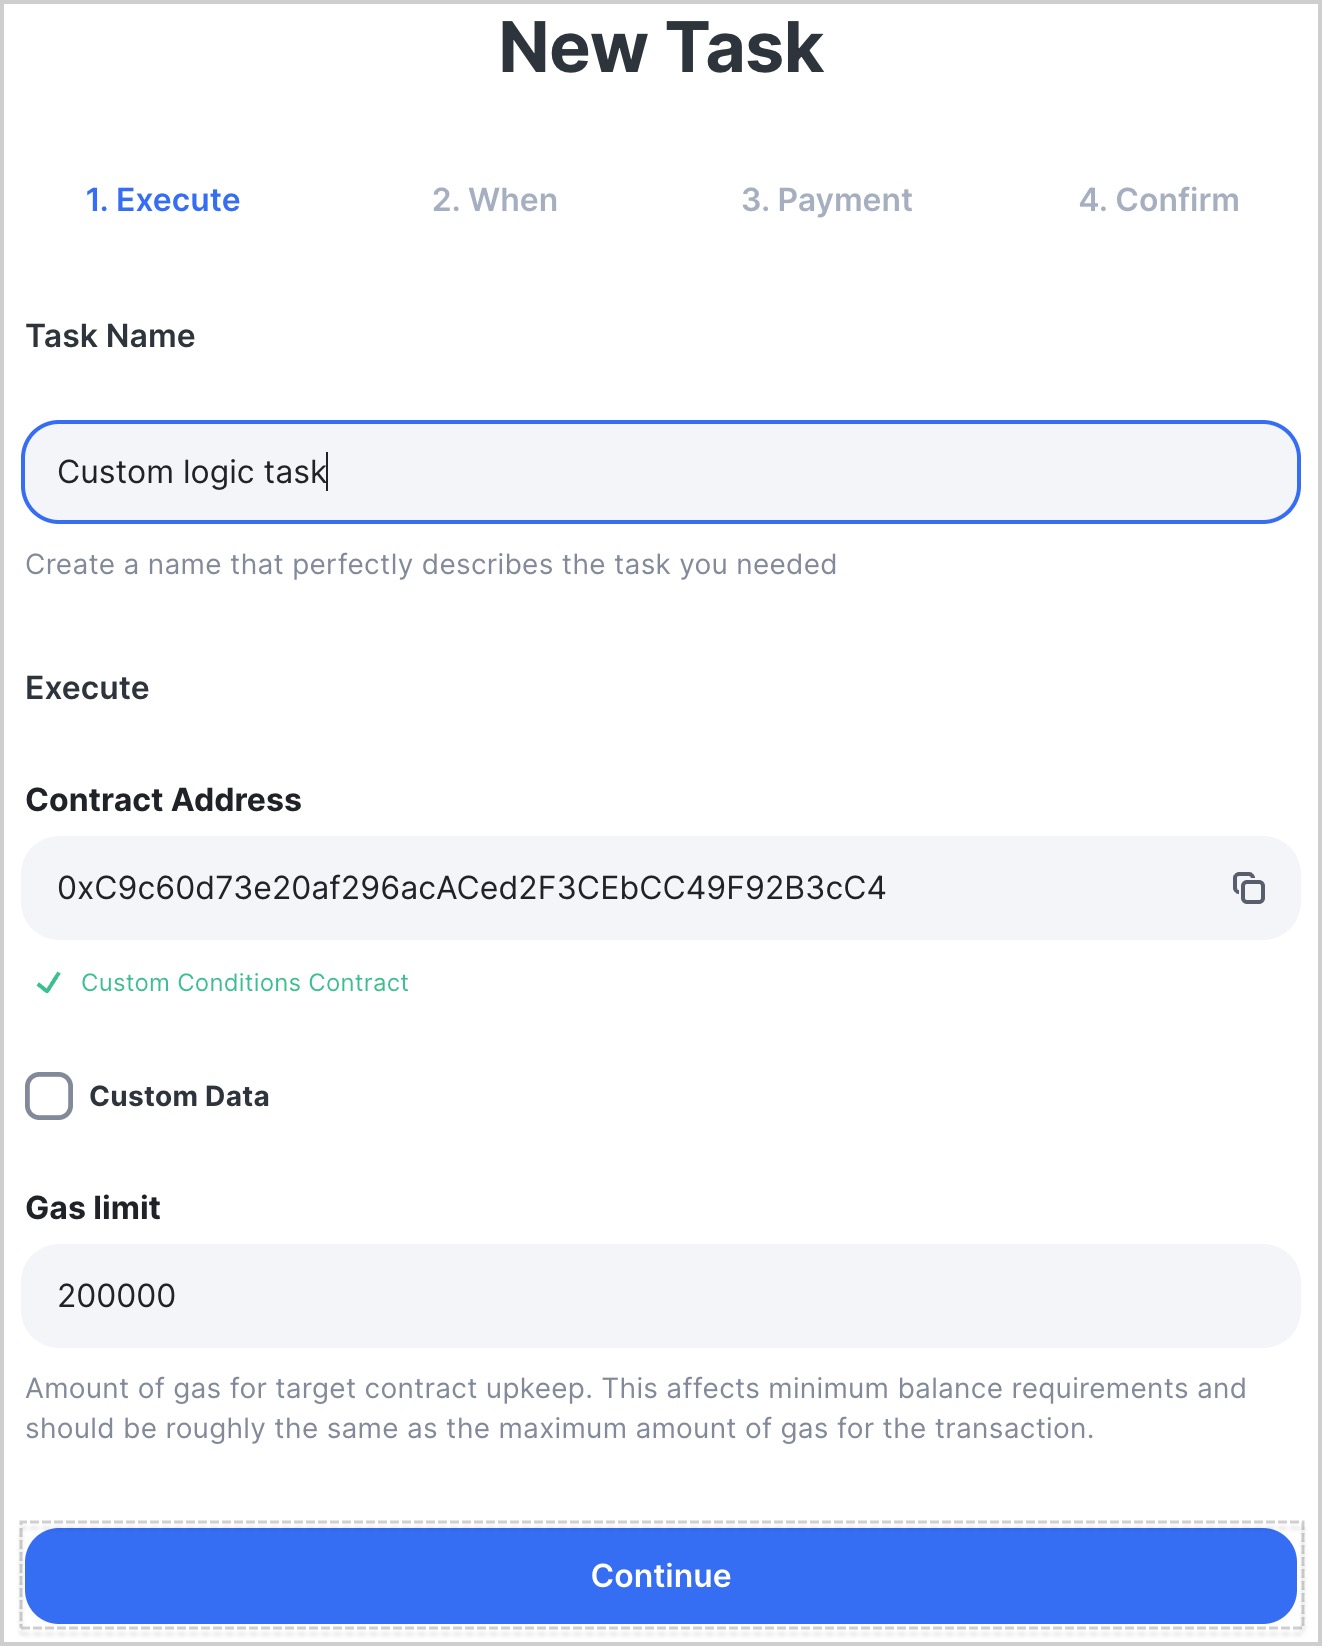 New Task
1. Execute
2. When
3. Payment
4. Confirm
Task Name
Custom logic task
Create a name that perfectly describes the task you needed
Execute
Contract Address
0xC9c60d73e20af296acACed2F3CEbCC49F92B3cC4
Custom Conditions Contract
Custom Data
Gas limit
200000
Amount of gas for target contract upkeep. This affects minimum balance requirements and
should be roughly the same as the maximum amount of gas for the transaction.
Continue